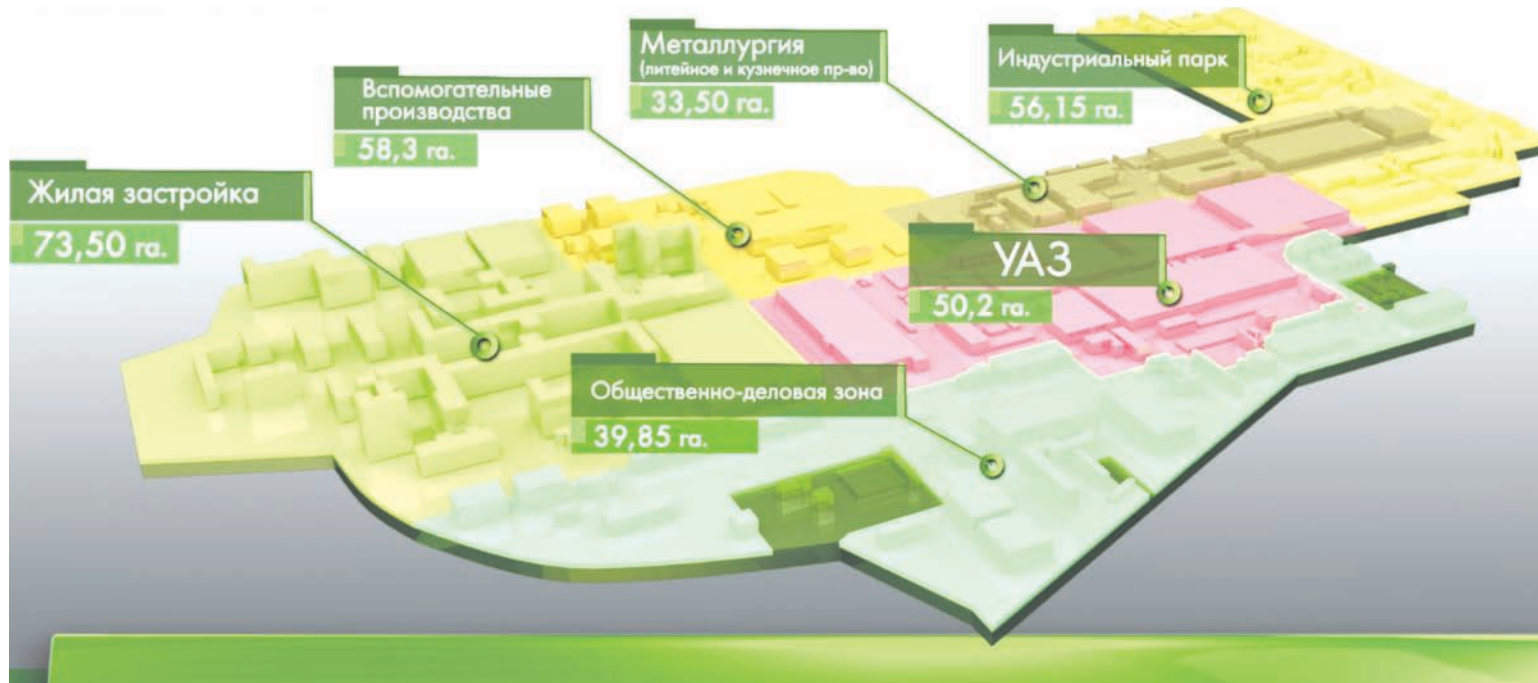 Металлургия
(литейное и кузнечное пр-во)
33,50 га.
Индустриальный парк
56,15 га.
Вспомогательные
производства
58,3 га.
Жилая застройка
73,50 га.
УАЗ
50,2 га.
Общественно-деловая зона
39,85 га.